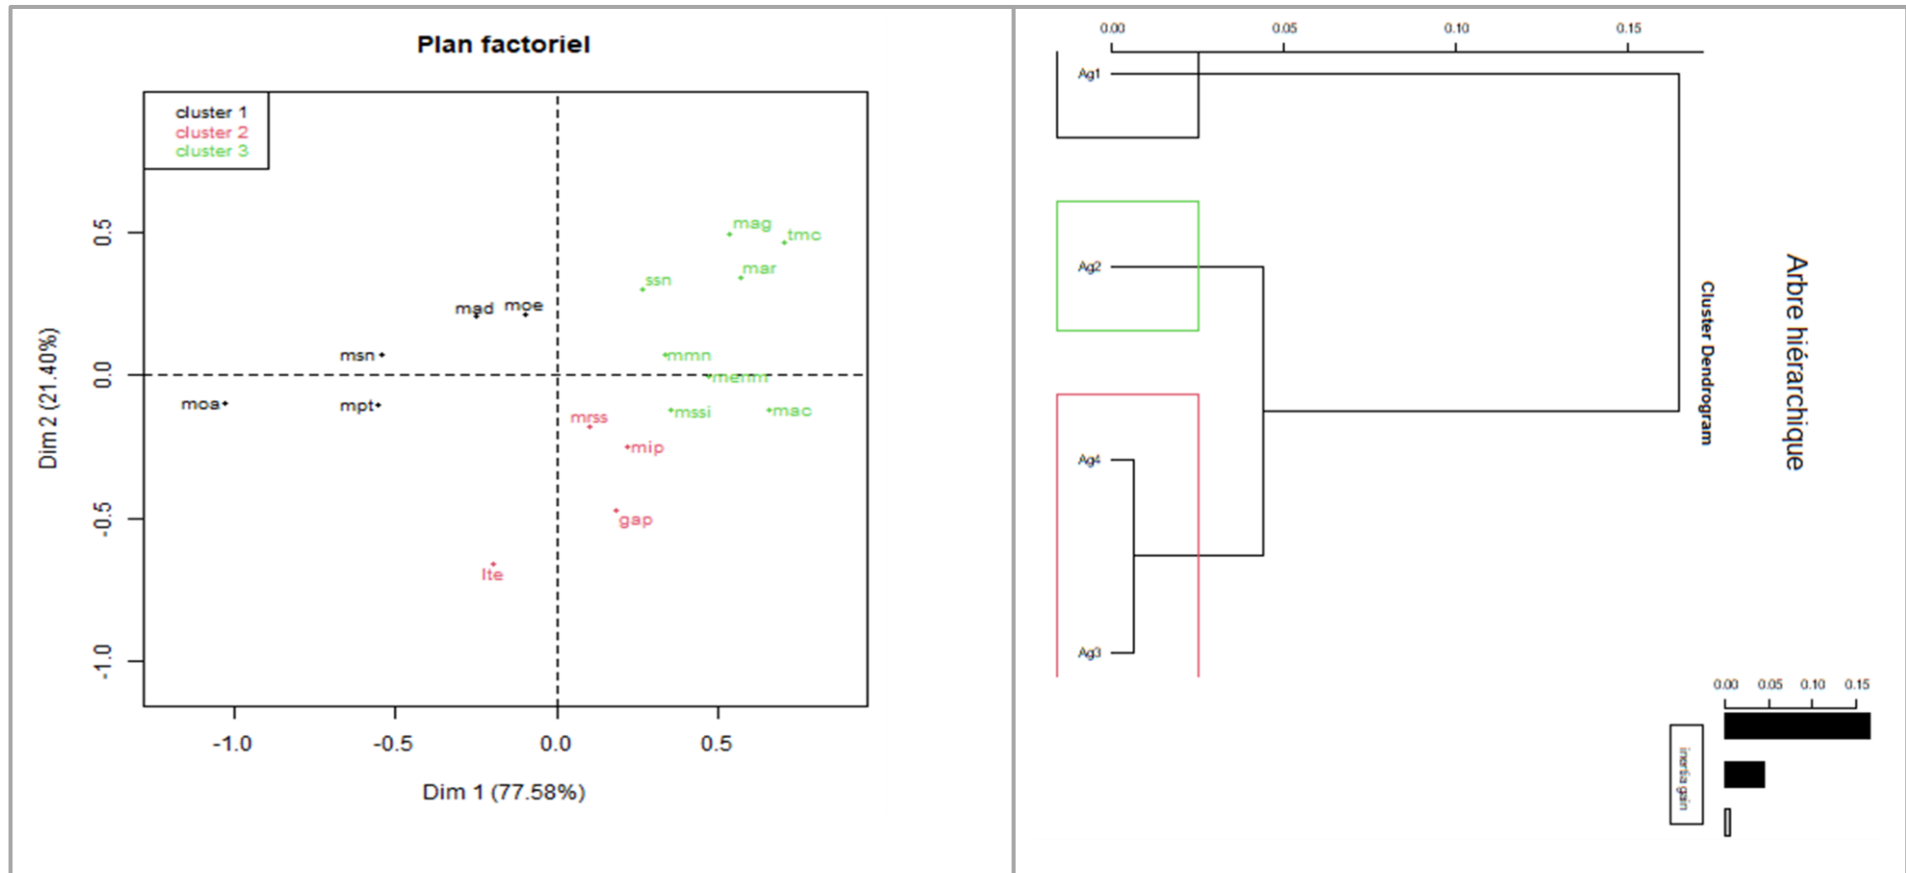 Plan factoriel
cluster 1
cluster 2
cluster 3
0.5
0.0
-0.5
-1.0
Dim 2 (21.40%)
mag
tmc
mar
ssn
mad
moe
msn
mmn
moa
mpt
mssi
mac
mrss
mip
gap
lte
-1.0
-0.5
0.0
0.5
Dim 1 (77.58%)
0.00
0.05
0.10
0.15
Ag1
Ag2
Ag4
Ag3
Cluster Dendrogram
Arbre hiérarchique
0.00
0.05
0.10
0.15
inertia gain